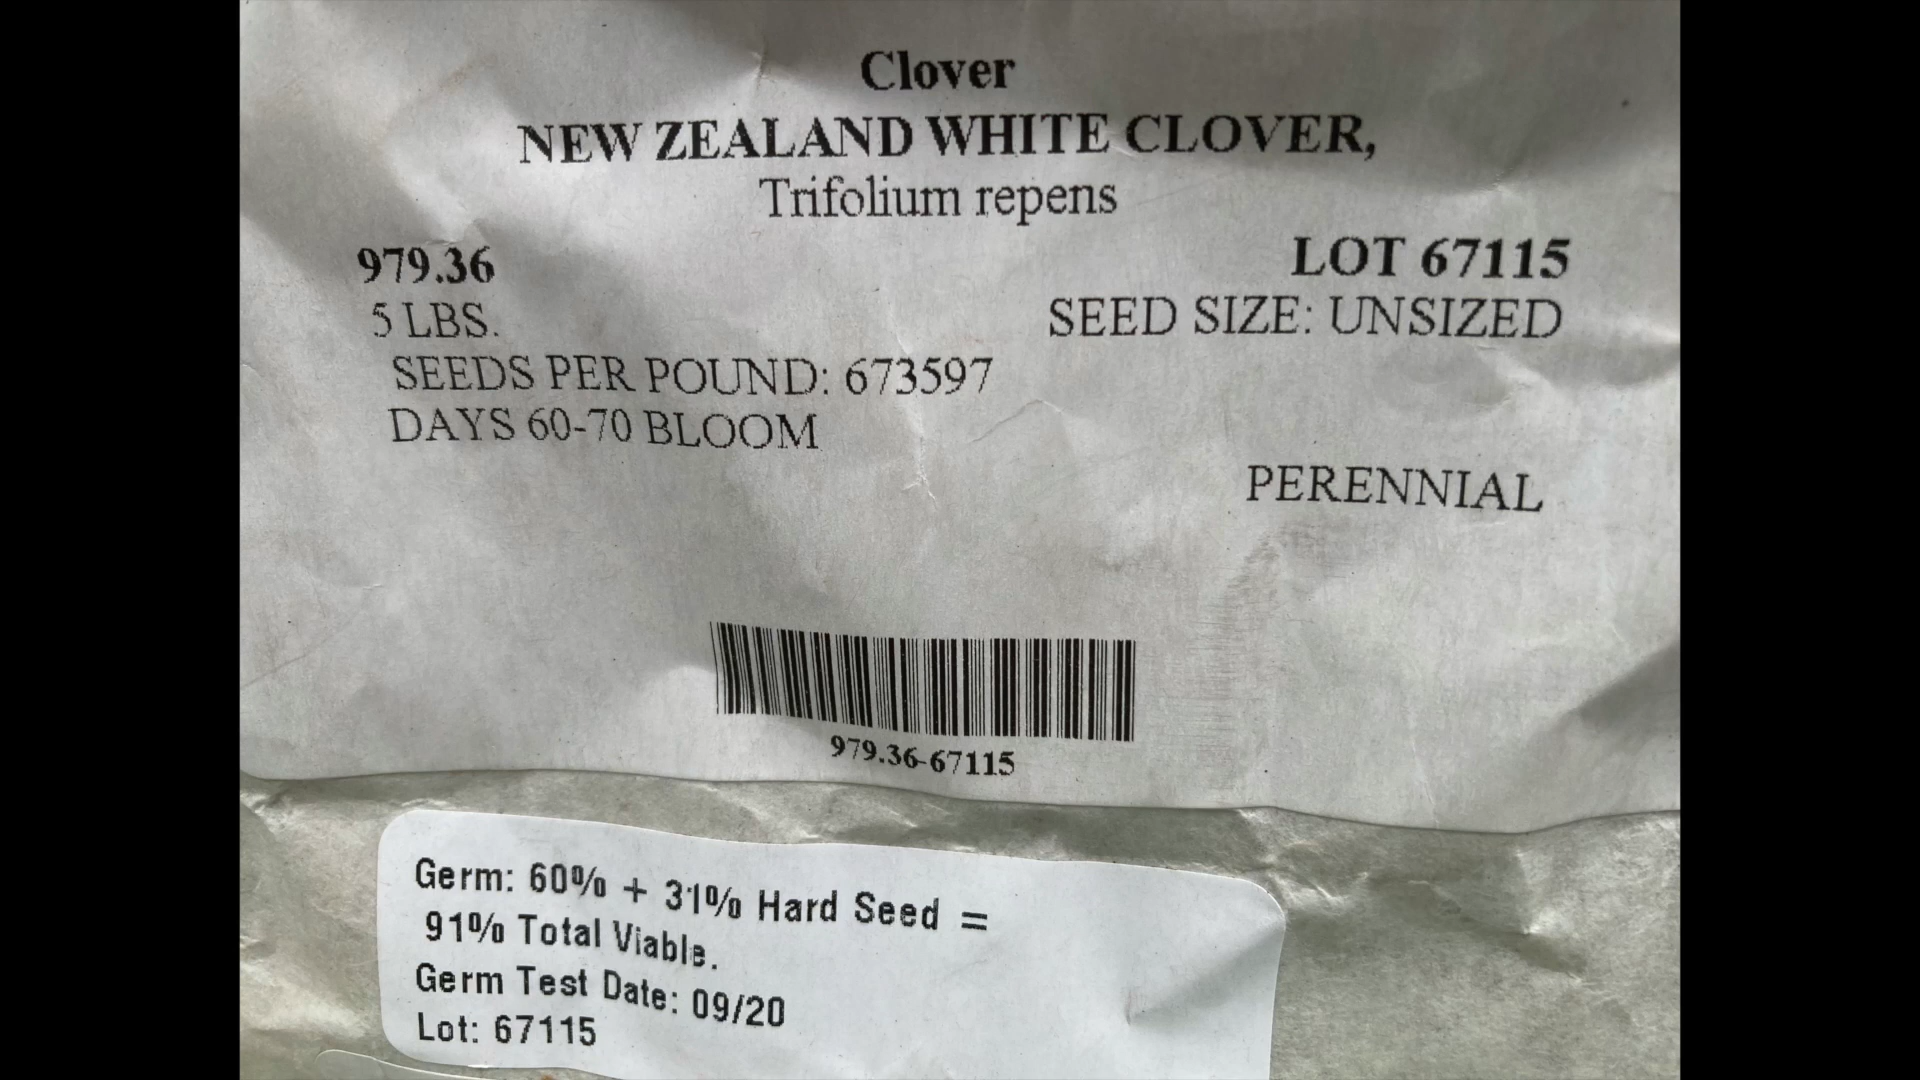 Clover
NEW ZEALAND WHITE CLOVER,
Trifolium repens
979.36
LOT 67115
5 LBS.
SEED SIZE: UNSIZED
SEEDS PER POUND: 673597
DAYS 60-70 BLOOM
PERENNIAL
979.36-67115
Germ: 60% + 31% Hard Seed =
91% Total Viable.
Germ Test Date: 09/20
Lot: 67115